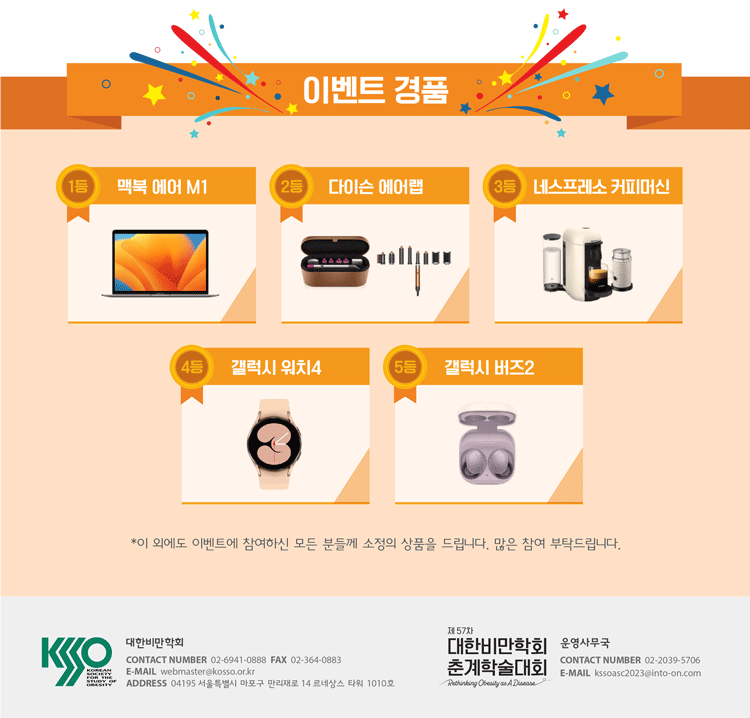 이벤트 경품
1등 맥북 에어 M1
2등 다이슨 에어랩
3등 네스프레소 커피머신
4등 갤럭시 워치4
5등 갤럭시 버즈2
*이 외에도 이벤트에 참여하신 모든 분들께 소정의 상품을 드립니다. 많은 참여 부탁드립니다.
KSSO
KOREAN
SOCIETY
FOR THE
STUDY OF
OBESITY
대한비만학회
CONTACT NUMBER 02-6941-0888 FAX 02-364-0883
E-MAIL webmaster@kosso.or.kr
ADDRESS 04195 서울특별시 마포구 만리재로 14 르네상스 타워 1010호
제 57차
대한비만학회
춘계학술대회
Rethinking Obesity as A Disease
운영사무국
CONTACT NUMBER 02-2039-5706
E-MAIL kssoasc2023@into-on.com